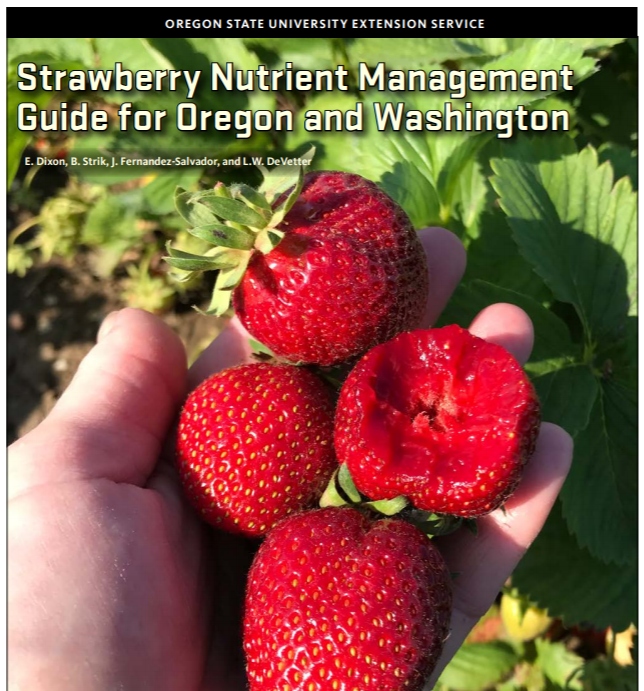 OREGON STATE UNIVERSITY EXTENSION SERVICE
Strawberry Nutrient Management
Guide for Oregon and Washington
E. Dixon, B. Strik, J. Fernandez-Salvador, and L.W. DeVetter